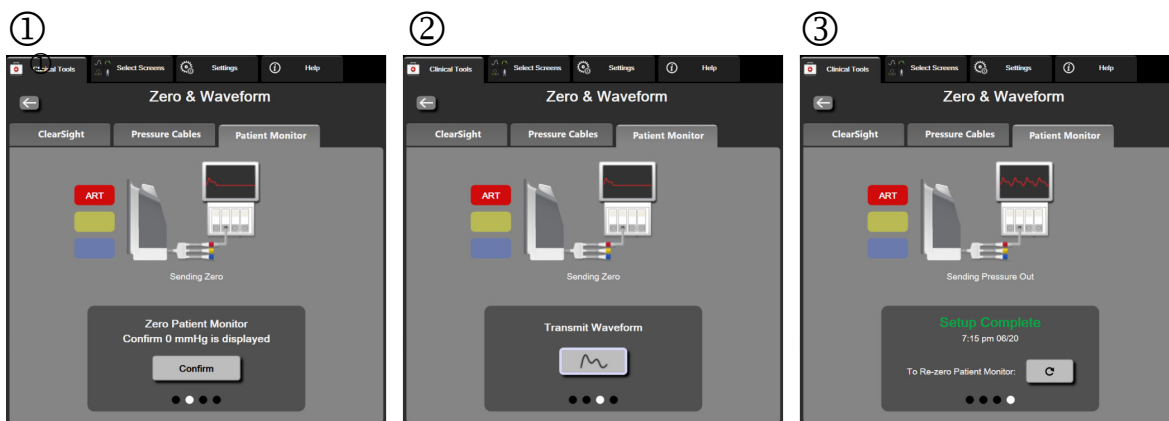 ①
②
③
①
Clinical Tools
Select Screens
Settings
Help
Zero & Waveform
ClearSight
Pressure Cables
Patient Monitor
ART
Sending Zero
Zero Patient Monitor
Confirm 0 mmHg is displayed
Confirm
Clinical Tools
Select Screens
Settings
Help
Zero & Waveform
ClearSight
Pressure Cables
Patient Monitor
ART
Sending Zero
Transmit Waveform
Clinical Tools
Select Screens
Settings
Help
Zero & Waveform
ClearSight
Pressure Cables
Patient Monitor
ART
Sending Pressure Out
Setup Complete
7:15 pm 06/20
To Re-zero Patient Monitor: